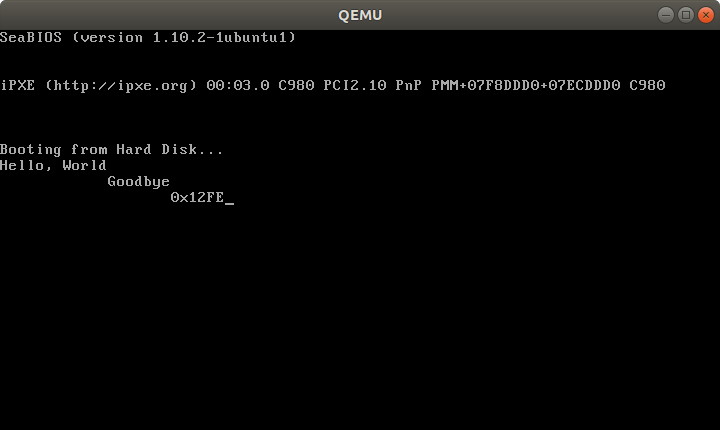 QEMU
SeaBIOS (version 1.10.2-1ubuntu1)
iPXE (http://ipxe.org) 00:03.0 C980 PCI2.10 PnP PMM+07F8DDD0+07ECDDD0 C980
Booting from Hard Disk...
Hello, World
Goodbye
0x12FE_